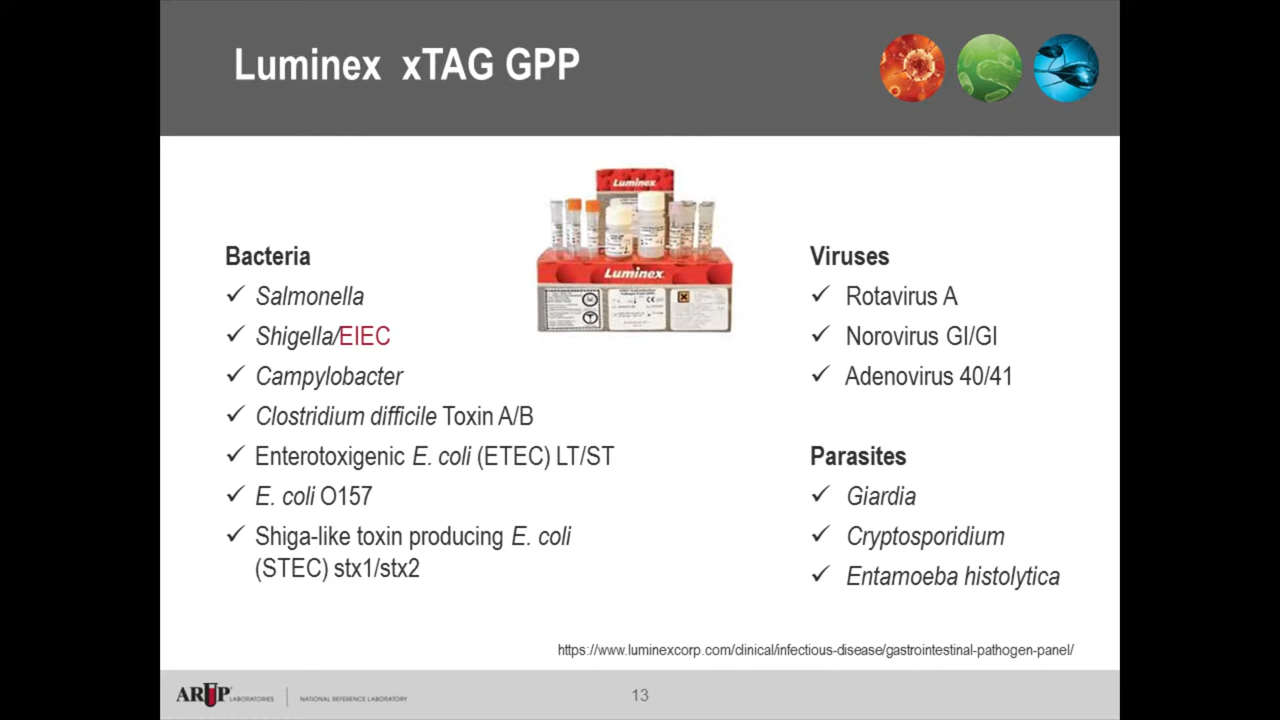 Luminex xTAG GPP
Luminex
Luminex
Bacteria
✓ Salmonella
✓ Shigella/EIEC
✓ Campylobacter
✓ Clostridium difficile Toxin A/B
✓ Enterotoxigenic E. coli (ETEC) LT/ST
✓ E. coli O157
✓ Shiga-like toxin producing E. coli
(STEC) stx1/stx2
Viruses
✓ Rotavirus A
✓ Norovirus GI/GI
✓ Adenovirus 40/41
Parasites
✓ Giardia
✓ Cryptosporidium
✓ Entamoeba histolytica
https://www.luminexcorp.com/clinical/infectious-disease/gastrointestinal-pathogen-panel/
ARUP LABORATORIES | NATIONAL REFERENCE LABORATORY
13